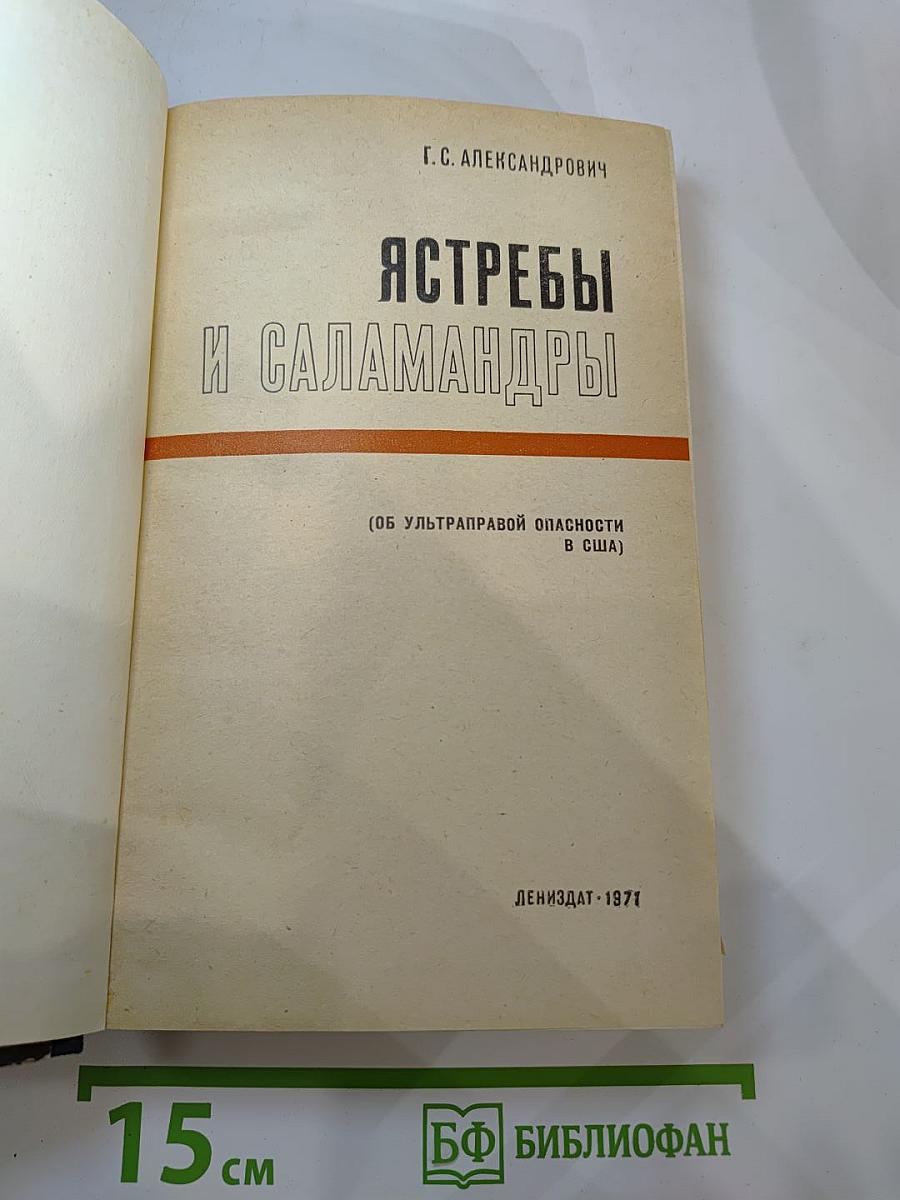 Г. С. АЛЕКСАНДРОВИЧ
ЯСТРЕБЫ
И САЛАМАНДРЫ
(ОБ УЛЬТРАПРАВОЙ ОПАСНОСТИ
В США)
ЛЕНИЗДАТ · 1971
15 см
БФ БИБЛИОФАН